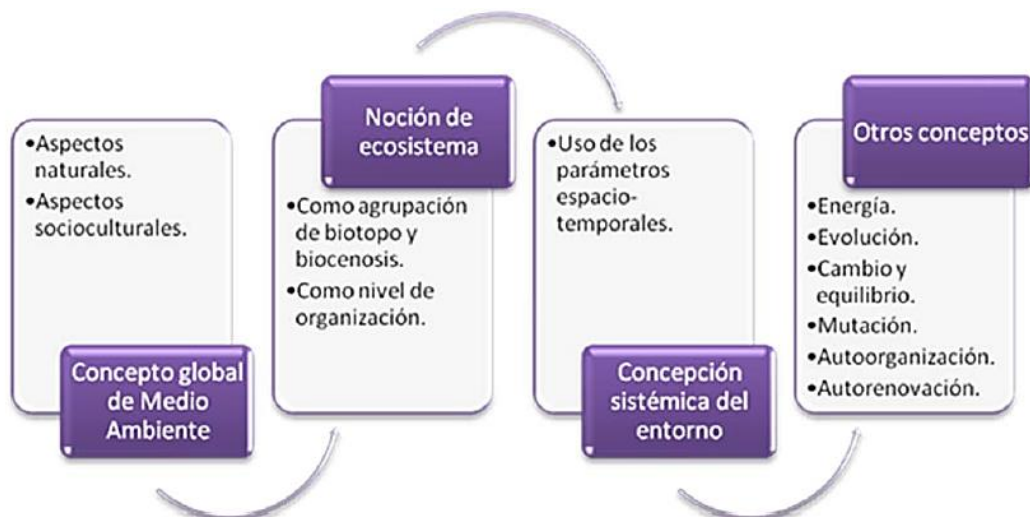 •Aspectos
naturales.
•Aspectos
socioculturales.
Concepto global
de Medio
Ambiente
Noción de
ecosistema
•Como agrupación
de biotopo y
biocenosis.
•Como nivel de
organización.
•Uso de los
parámetros
espacio-
temporales.
Concepción
sistémica del
entorno
Otros conceptos
•Energía.
•Evolución.
•Cambio y
equilibrio.
•Mutación.
•Autoorganización.
•Autorenovación.